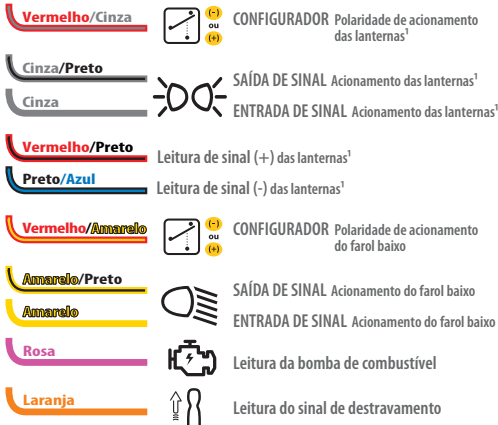 Vermelho/Cinza
(-)
ou
(+)
CONFIGURADOR Polaridade de acionamento
das lanternas¹
Cinza/Preto
SAÍDA DE SINAL Acionamento das lanternas¹
Cinza
ENTRADA DE SINAL Acionamento das lanternas¹
Vermelho/Preto
Leitura de sinal (+) das lanternas¹
Preto/Azul
Leitura de sinal (-) das lanternas¹
Vermelho/Amarelo
(-)
ou
(+)
CONFIGURADOR Polaridade de acionamento
do farol baixo
Amarelo/Preto
SAÍDA DE SINAL Acionamento do farol baixo
Amarelo
ENTRADA DE SINAL Acionamento do farol baixo
Rosa
Leitura da bomba de combustível
Laranja
Leitura do sinal de destravamento